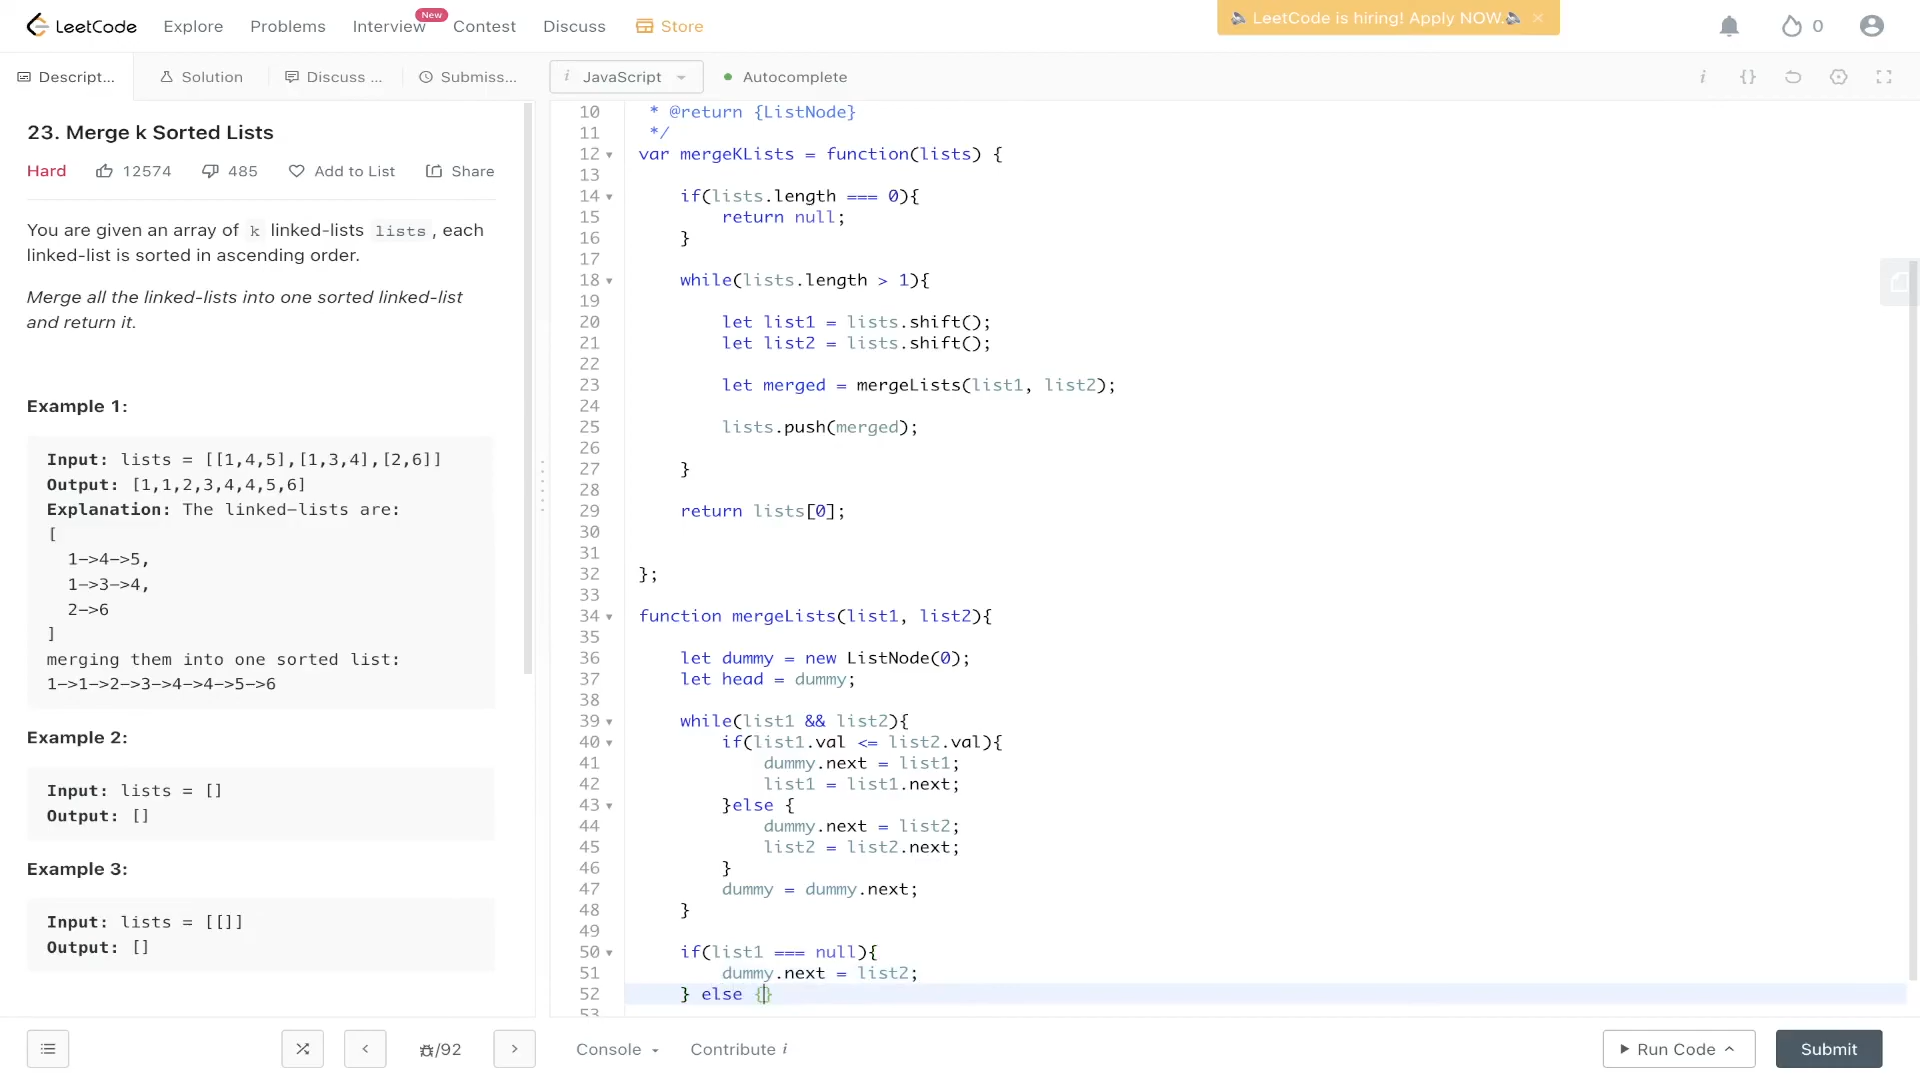 LeetCode Explore Problems Interview New Contest Discuss Store
LeetCode is hiring! Apply NOW.
0
Descript... Solution Discuss ... Submiss...
i JavaScript Autocomplete
i {}
23. Merge k Sorted Lists
Hard 12574 485 Add to List Share
You are given an array of k linked-lists lists, each
linked-list is sorted in ascending order.
Merge all the linked-lists into one sorted linked-list
and return it.
Example 1:
Input: lists = [[1,4,5],[1,3,4],[2,6]]
Output: [1,1,2,3,4,4,5,6]
Explanation: The linked-lists are:
[
1->4->5,
1->3->4,
2->6
]
merging them into one sorted list:
1->1->2->3->4->4->5->6
Example 2:
Input: lists = []
Output: []
Example 3:
Input: lists = [[]]
Output: []
10 * @return {ListNode}
11 */
12 var mergeKLists = function(lists) {
13
14 if(lists.length === 0){
15 return null;
16 }
17
18 while(lists.length > 1){
19
20 let list1 = lists.shift();
21 let list2 = lists.shift();
22
23 let merged = mergeLists(list1, list2);
24
25 lists.push(merged);
26
27 }
28
29 return lists[0];
30
31
32 };
33
34 function mergeLists(list1, list2){
35
36 let dummy = new ListNode(0);
37 let head = dummy;
38
39 while(list1 && list2){
40 if(list1.val <= list2.val){
41 dummy.next = list1;
42 list1 = list1.next;
43 }else {
44 dummy.next = list2;
45 list2 = list2.next;
46 }
47 dummy = dummy.next;
48 }
49
50 if(list1 === null){
51 dummy.next = list2;
52 } else {}
53
/92
Console Contribute i
Run Code Submit